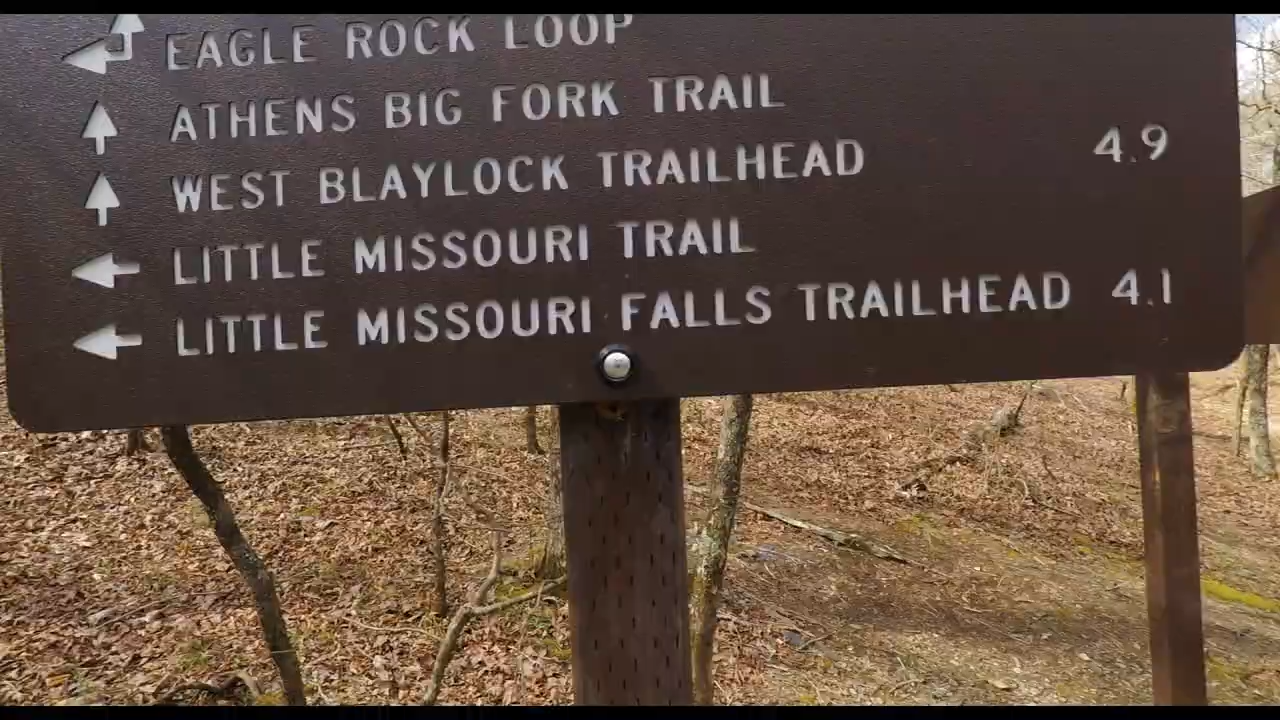 EAGLE ROCK LOOP
ATHENS BIG FORK TRAIL
WEST BLAYLOCK TRAILHEAD 4.9
LITTLE MISSOURI TRAIL
LITTLE MISSOURI FALLS TRAILHEAD 4.1